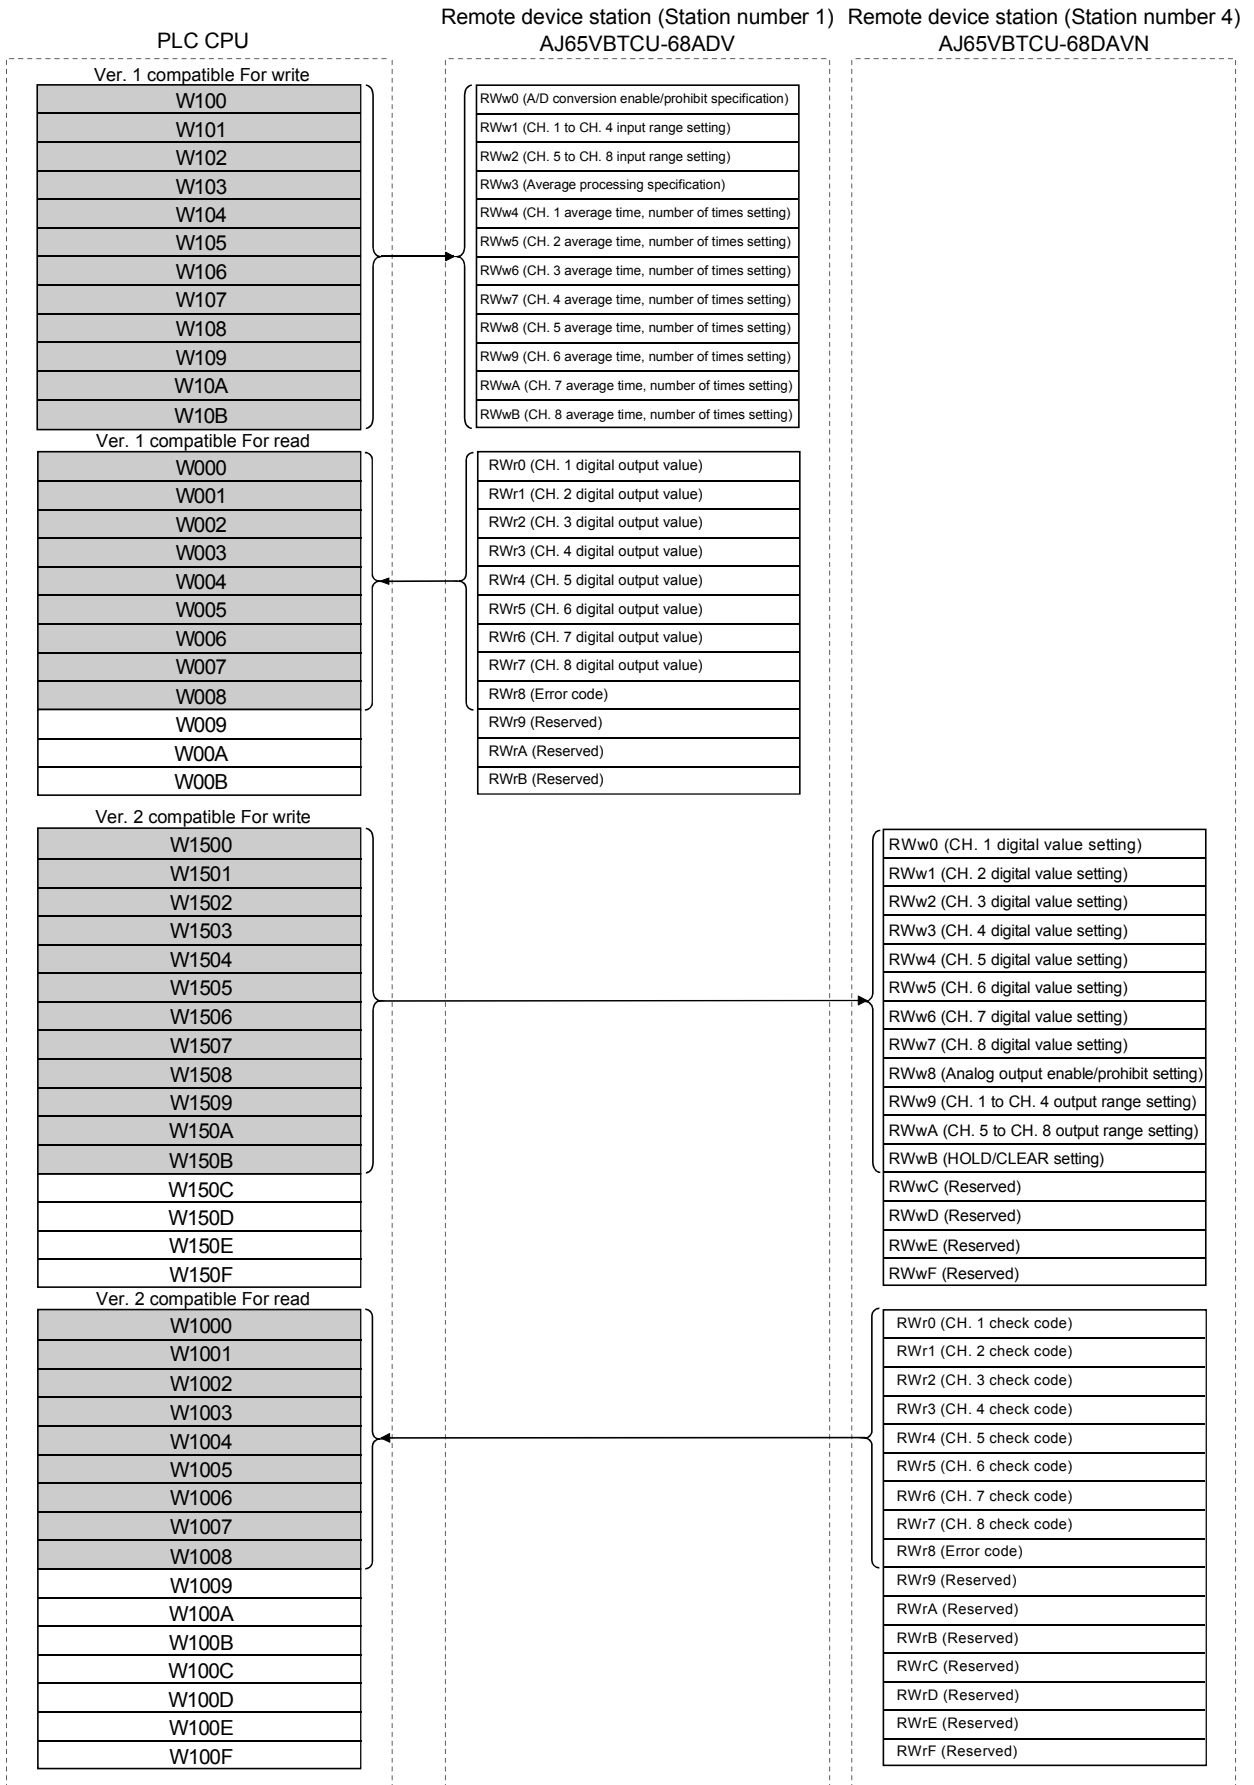 Remote device station (Station number 1) Remote device station (Station number 4)
PLC CPU AJ65VBTCU-68ADV AJ65VBTCU-68DAVN
Ver. 1 compatible For write
W100 RWw0 (A/D conversion enable/prohibit specification)
W101 RWw1 (CH. 1 to CH. 4 input range setting)
W102 RWw2 (CH. 5 to CH. 8 input range setting)
W103 RWw3 (Average processing specification)
W104 RWw4 (CH. 1 average time, number of times setting)
W105 RWw5 (CH. 2 average time, number of times setting)
W106 RWw6 (CH. 3 average time, number of times setting)
W107 RWw7 (CH. 4 average time, number of times setting)
W108 RWw8 (CH. 5 average time, number of times setting)
W109 RWw9 (CH. 6 average time, number of times setting)
W10A RWwA (CH. 7 average time, number of times setting)
W10B RWwB (CH. 8 average time, number of times setting)
Ver. 1 compatible For read
W000 RWr0 (CH. 1 digital output value)
W001 RWr1 (CH. 2 digital output value)
W002 RWr2 (CH. 3 digital output value)
W003 RWr3 (CH. 4 digital output value)
W004 RWr4 (CH. 5 digital output value)
W005 RWr5 (CH. 6 digital output value)
W006 RWr6 (CH. 7 digital output value)
W007 RWr7 (CH. 8 digital output value)
W008 RWr8 (Error code)
W009 RWr9 (Reserved)
W00A RWrA (Reserved)
W00B RWrB (Reserved)
Ver. 2 compatible For write
W1500 RWw0 (CH. 1 digital value setting)
W1501 RWw1 (CH. 2 digital value setting)
W1502 RWw2 (CH. 3 digital value setting)
W1503 RWw3 (CH. 4 digital value setting)
W1504 RWw4 (CH. 5 digital value setting)
W1505 RWw5 (CH. 6 digital value setting)
W1506 RWw6 (CH. 7 digital value setting)
W1507 RWw7 (CH. 8 digital value setting)
W1508 RWw8 (Analog output enable/prohibit setting)
W1509 RWw9 (CH. 1 to CH. 4 output range setting)
W150A RWwA (CH. 5 to CH. 8 output range setting)
W150B RWwB (HOLD/CLEAR setting)
W150C RWwC (Reserved)
W150D RWwD (Reserved)
W150E RWwE (Reserved)
W150F RWwF (Reserved)
Ver. 2 compatible For read
W1000 RWr0 (CH. 1 check code)
W1001 RWr1 (CH. 2 check code)
W1002 RWr2 (CH. 3 check code)
W1003 RWr3 (CH. 4 check code)
W1004 RWr4 (CH. 5 check code)
W1005 RWr5 (CH. 6 check code)
W1006 RWr6 (CH. 7 check code)
W1007 RWr7 (CH. 8 check code)
W1008 RWr8 (Error code)
W1009 RWr9 (Reserved)
W100A RWrA (Reserved)
W100B RWrB (Reserved)
W100C RWrC (Reserved)
W100D RWrD (Reserved)
W100E RWrE (Reserved)
W100F RWrF (Reserved)